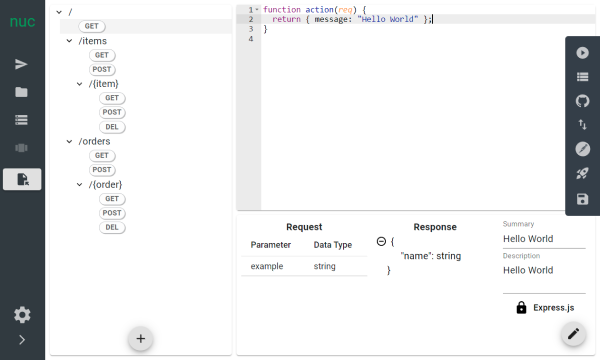 nuc
/
GET
/items
GET
POST
/{item}
GET
POST
DEL
/orders
GET
POST
/{order}
GET
POST
DEL
+
1 function action(req) {
2 return { message: "Hello World" };
3 }
4
Request
Parameter Data Type
example string
Response
{
"name": string
}
Summary
Hello World
Description
Hello World
Express.js